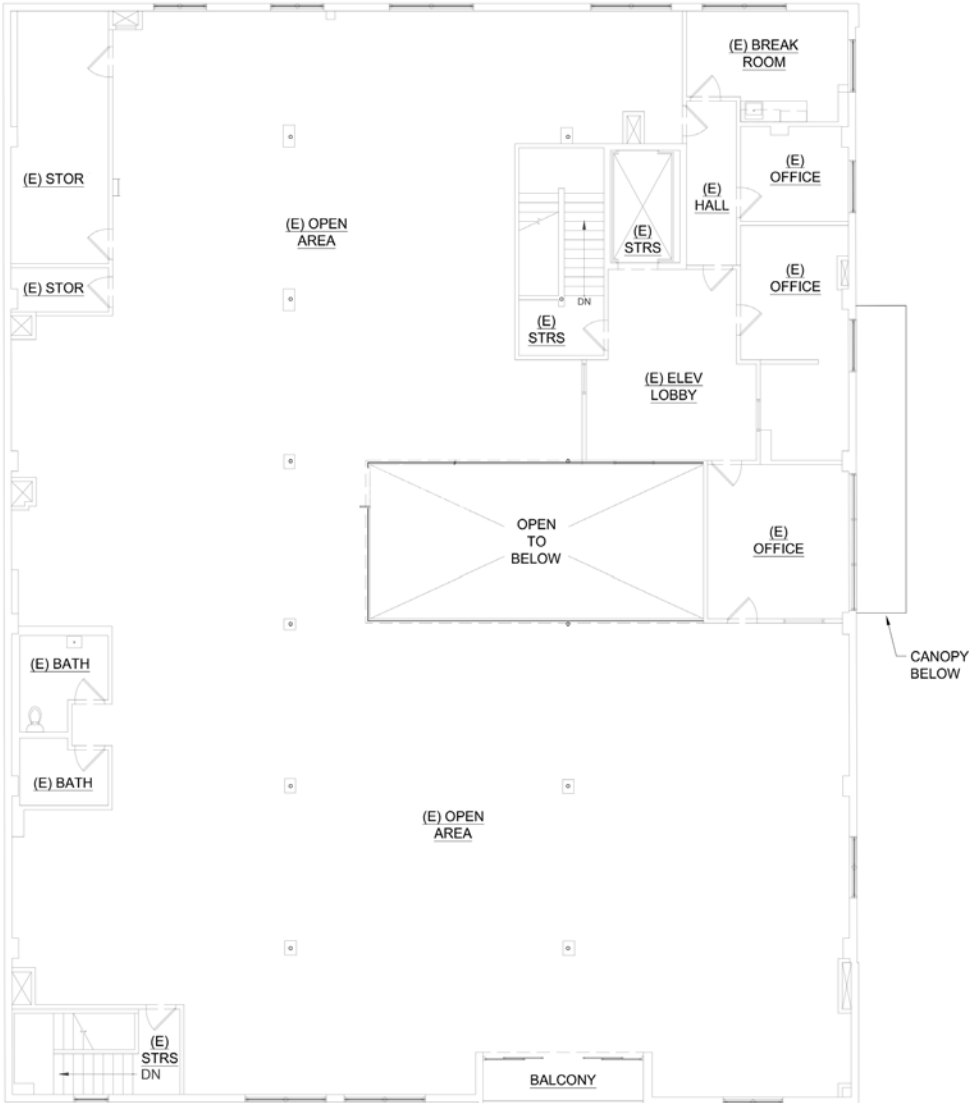 (E) BREAK
ROOM
(E)
OFFICE
(E) STOR
(E)
HALL
(E) OPEN
AREA
(E)
STRS
(E)
OFFICE
(E) STOR
DN
(E)
STRS
(E) ELEV
LOBBY
OPEN
TO
BELOW
(E)
OFFICE
CANOPY
BELOW
(E) BATH
(E) BATH
(E) OPEN
AREA
(E)
STRS
DN
BALCONY